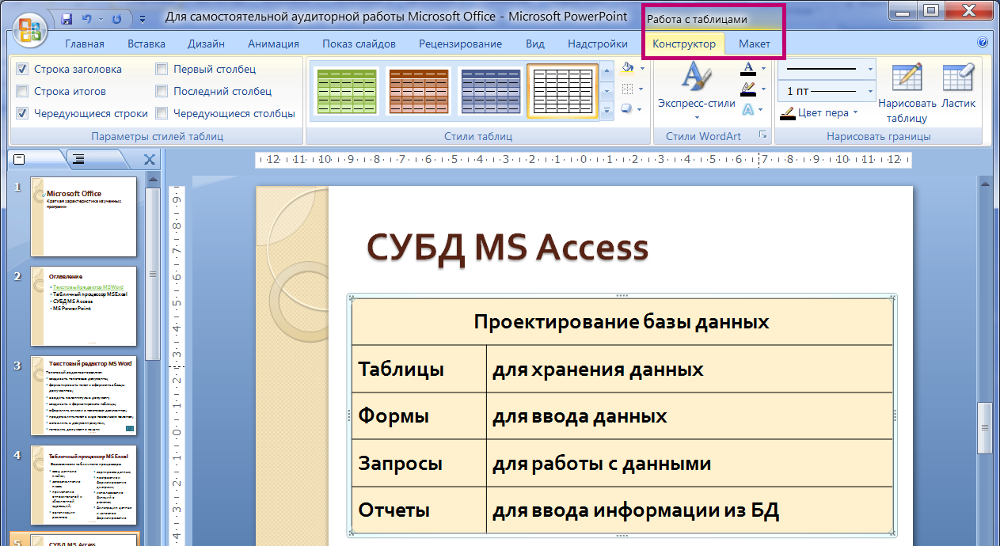 Для самостоятельной аудиторной работы Microsoft Office - Microsoft PowerPoint
Работа с таблицами
Главная Вставка Дизайн Анимация Показ слайдов Рецензирование Вид Надстройки Конструктор Макет
Строка заголовка Первый столбец
Строка итогов Последний столбец
Чередующиеся строки Чередующиеся столбцы
Параметры стилей таблиц
Стили таблиц
Экспресс-стили
Стили WordArt
1 пт
Цвет пера
Нарисовать таблицу
Ластик
Нарисовать границы
12 11 10 9 8 7 6 5 4 3 2 1 0 1 2 3 4 5 6 7 8 9 10 11 12
9 8 7 6 5 4 3 2 1 0 1 2 3 4
1
Microsoft Office
Краткая характеристика изученных
программ
2
Оглавление
Текстовый редактор MS Word
Табличный процессор MS Excel
СУБД MS Access
MS PowerPoint
3
Текстовый редактор MS Word
4
Табличный процессор MS Excel
Возможности табличного процессора:
5
СУБД MS Access
СУБД MS Access
Проектирование базы данных
Таблицы для хранения данных
Формы для ввода данных
Запросы для работы с данными
Отчеты для ввода информации из БД